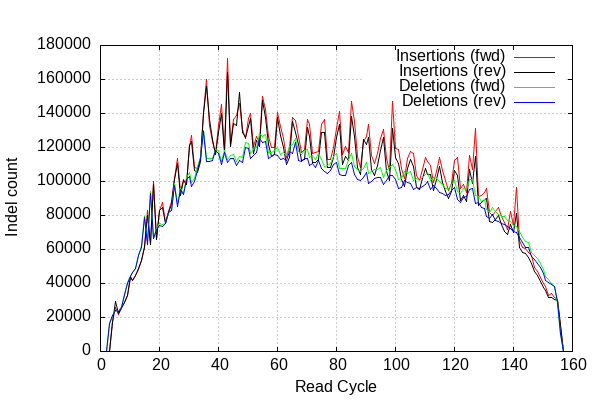 180000
160000
140000
120000
100000
80000
60000
40000
20000
0
Indel count
Insertions (fwd)
Insertions (rev)
Deletions (fwd)
Deletions (rev)
0 20 40 60 80 100 120 140 160
Read Cycle